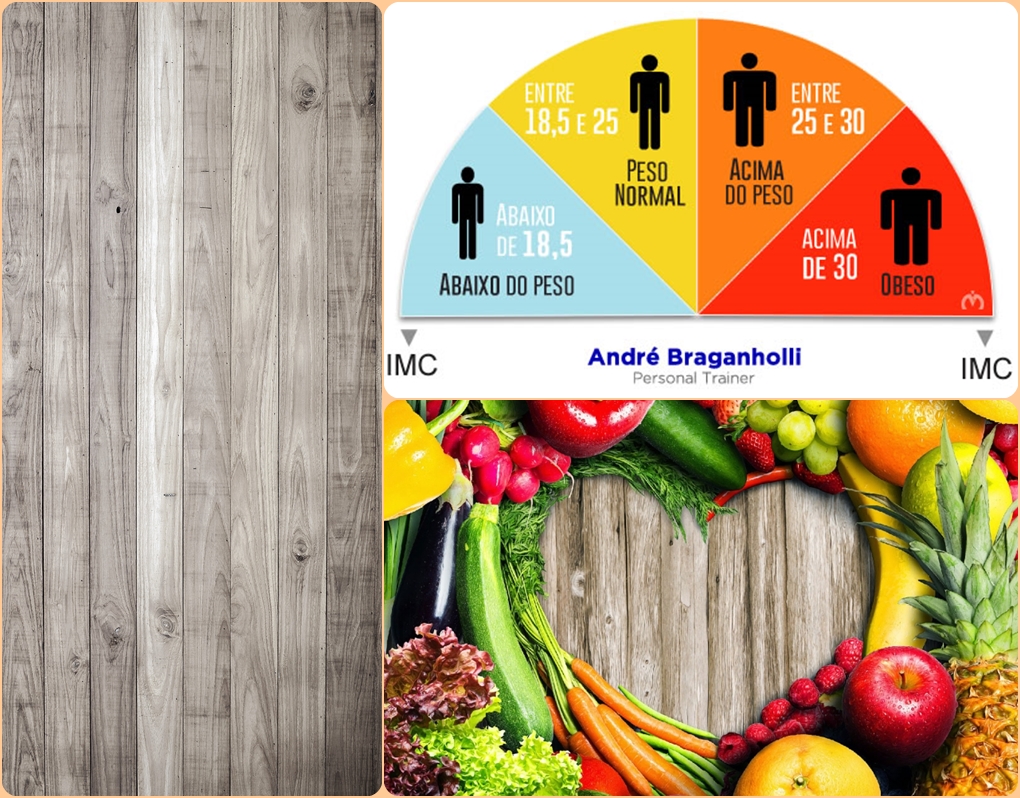 ENTRE
18,5 E 25
PESO
NORMAL
ENTRE
25 E 30
ACIMA
DO PESO
ABAIXO
DE 18,5
ABAIXO DO PESO
ACIMA
DE 30
OBESO
IMC
IMC
André Braganholli
Personal Trainer